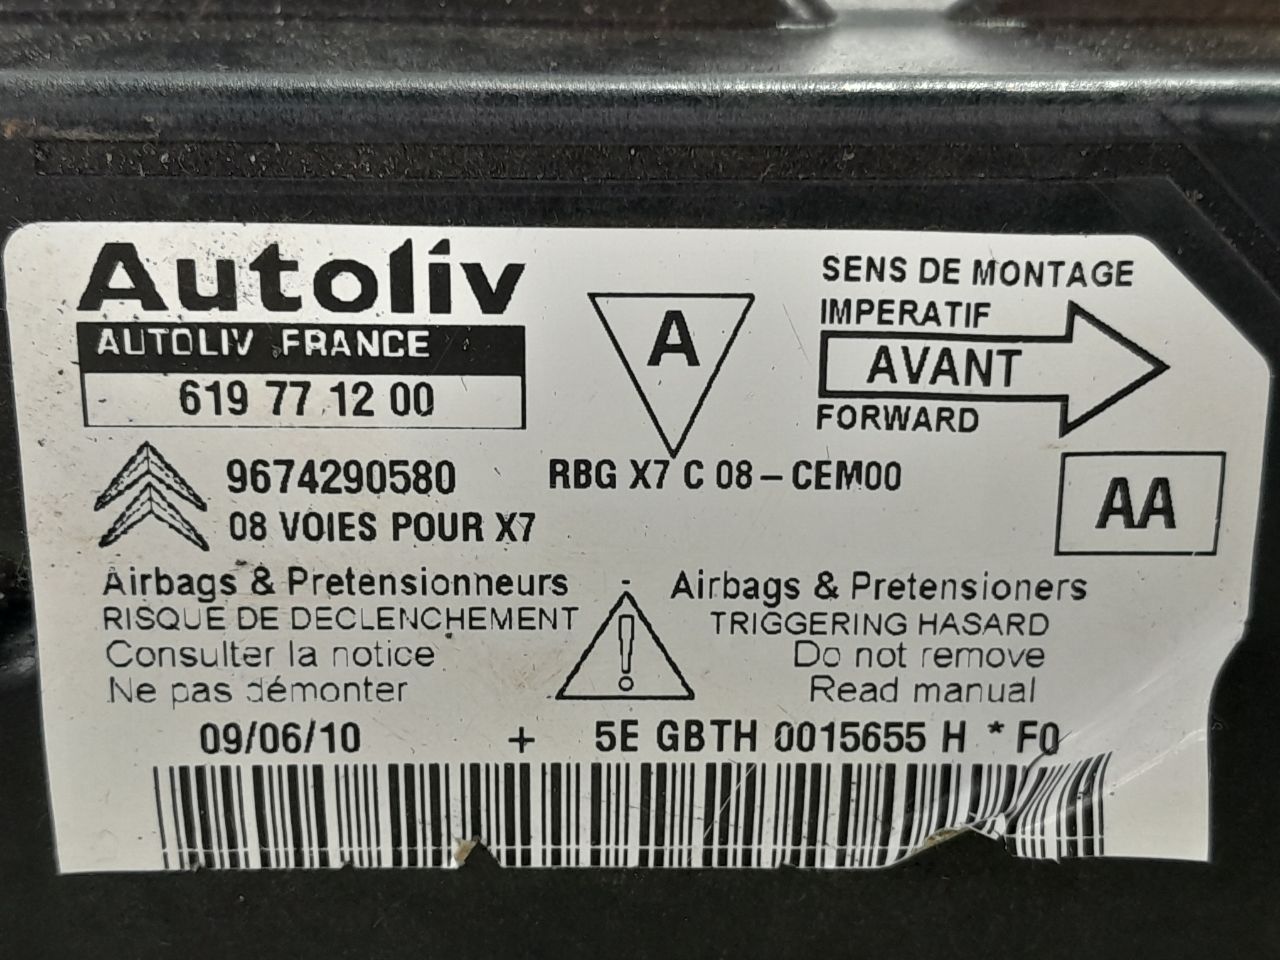 Autoliv
AUTOLIV FRANCE
619 77 12 00
A
SENS DE MONTAGE
IMPERATIF
AVANT
FORWARD
9674290580
RBG X7 C 08-CEM00
AA
08 VOIES POUR X7
Airbags & Pretensionneurs - Airbags & Pretensioners
RISQUE DE DECLENCHEMENT
TRIGGERING HASARD
Consulter la notice
Do not remove
Ne pas démonter
Read manual
09/06/10 + 5E GBTH 0015655 H * F0